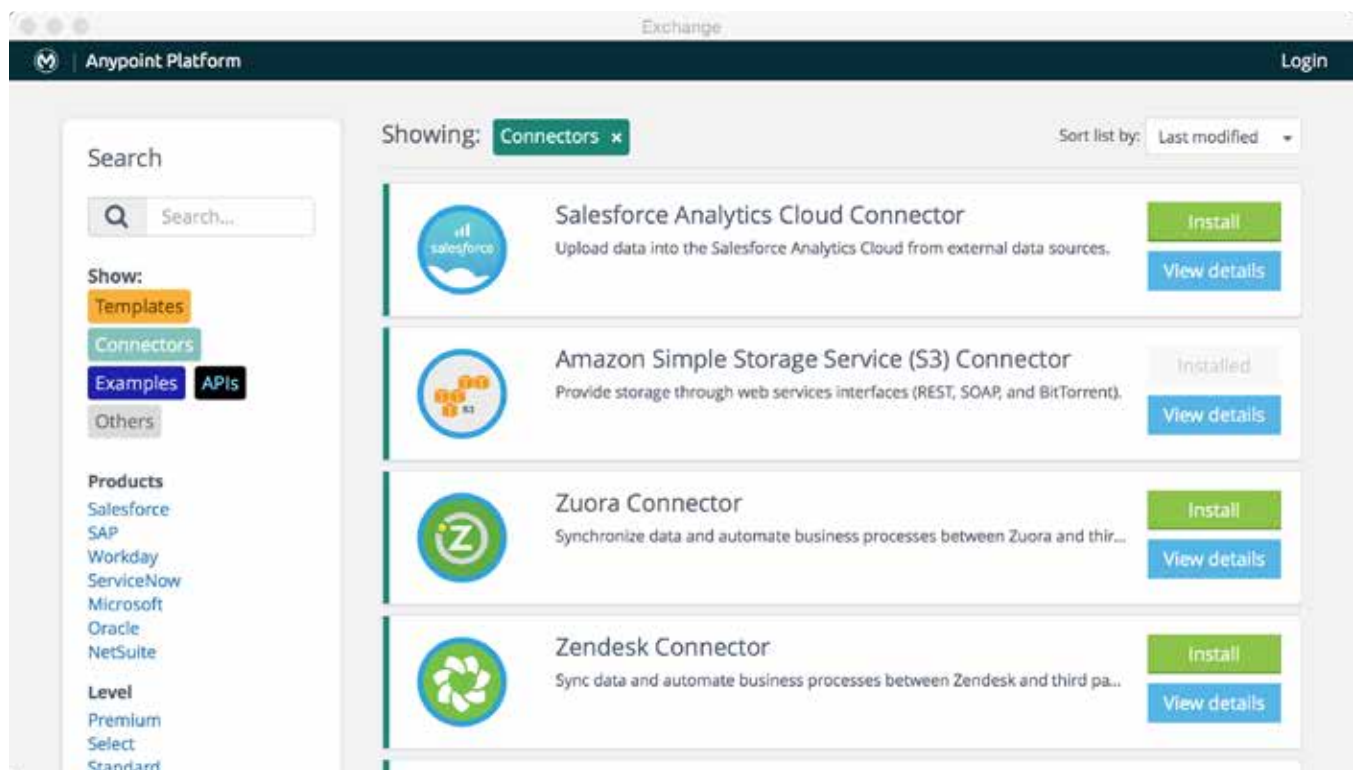 Exchange
Anypoint Platform
Login
Search
Search...
Show:
Templates
Connectors
Examples APIs
Others
Products
Salesforce
SAP
Workday
ServiceNow
Microsoft
Oracle
NetSuite
Level
Premium
Select
Standard
Showing: Connectors ×
Sort list by: Last modified
salesforce
Salesforce Analytics Cloud Connector
Upload data into the Salesforce Analytics Cloud from external data sources.
Install
View details
S3
Amazon Simple Storage Service (S3) Connector
Provide storage through web services interfaces (REST, SOAP, and BitTorrent).
Installed
View details
Z
Zuora Connector
Synchronize data and automate business processes between Zuora and thir...
Install
View details
Zendesk Connector
Sync data and automate business processes between Zendesk and third pa...
Install
View details